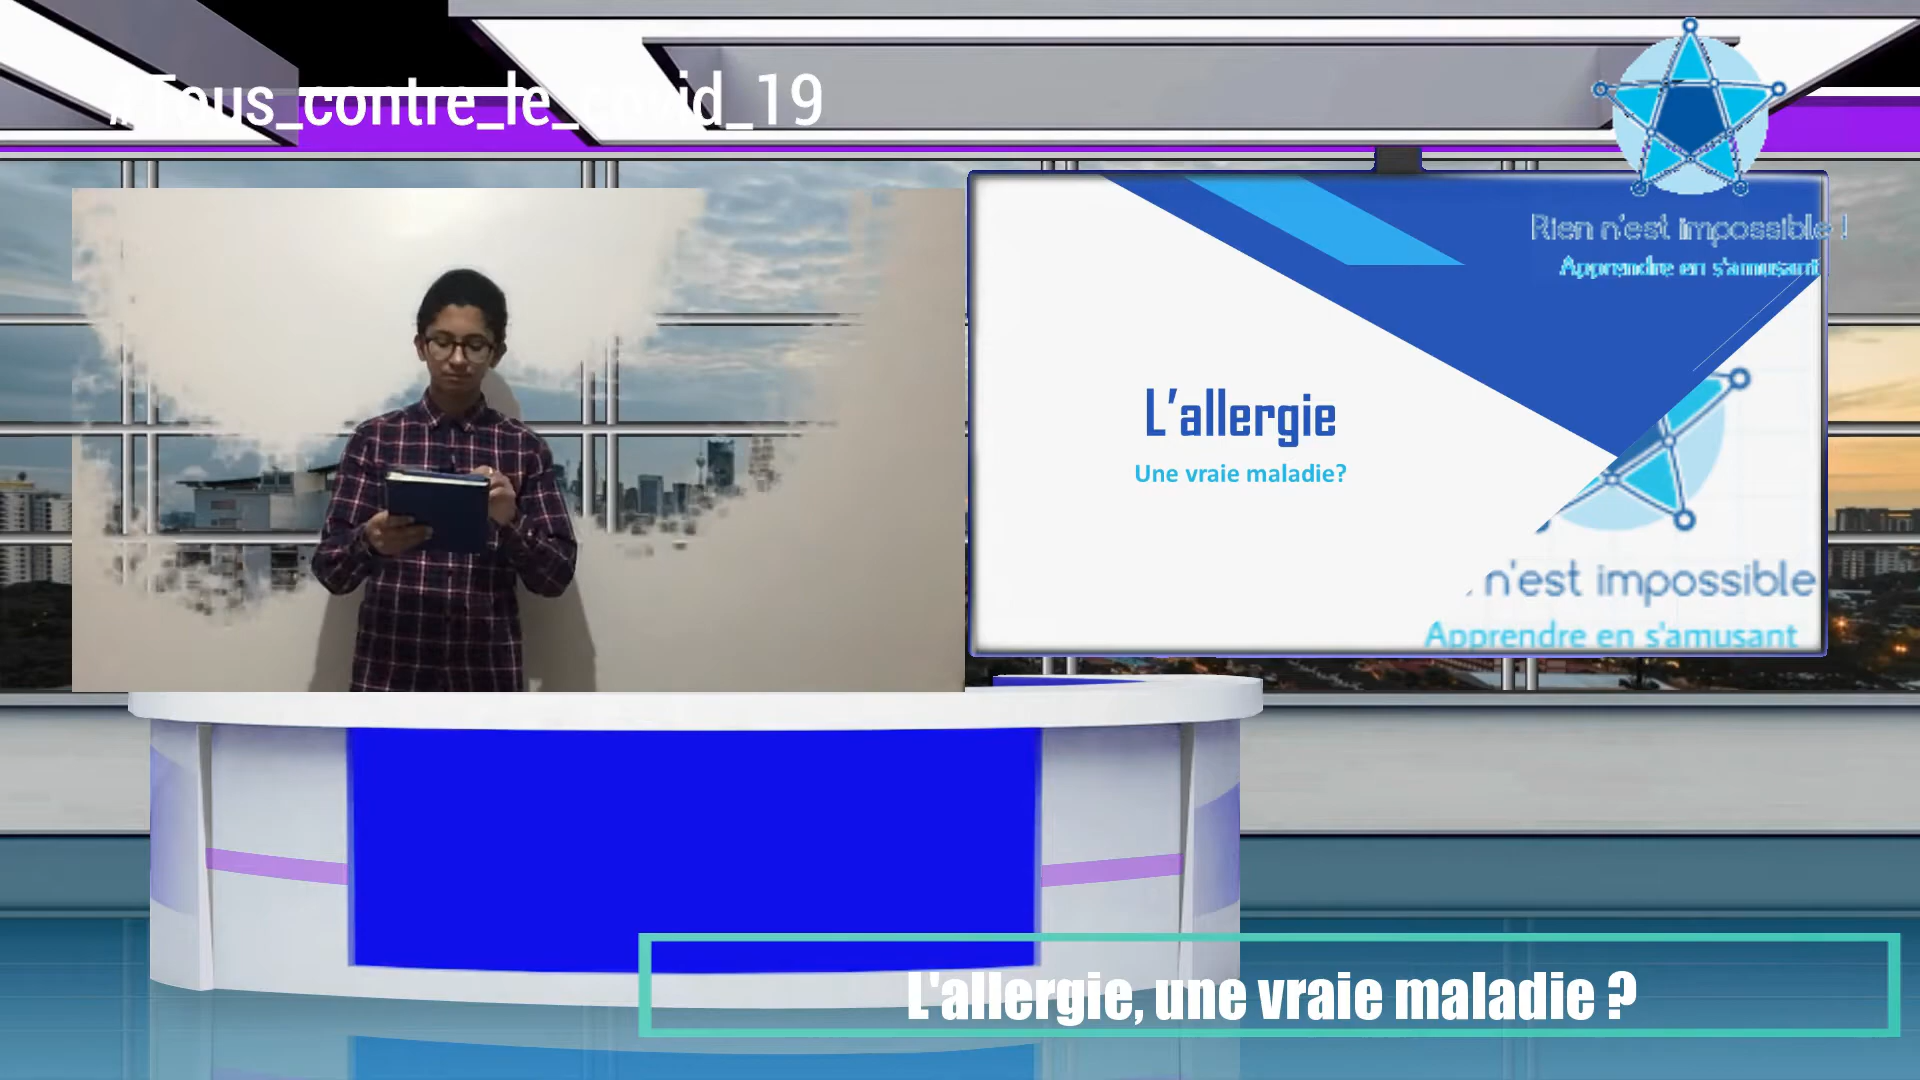 #Tous_contre_le_covid_19
Rien n'est impossible !
Apprendre en s'amusant
L'allergie
Une vraie maladie?
n'est impossible
Apprendre en s'amusant
L'allergie, une vraie maladie ?